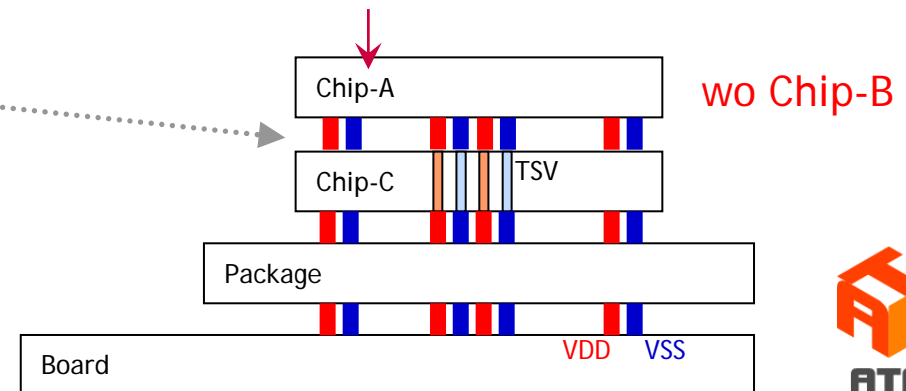 Chip-A
wo Chip-B
Chip-C
TSV
Package
VDD
VSS
Board